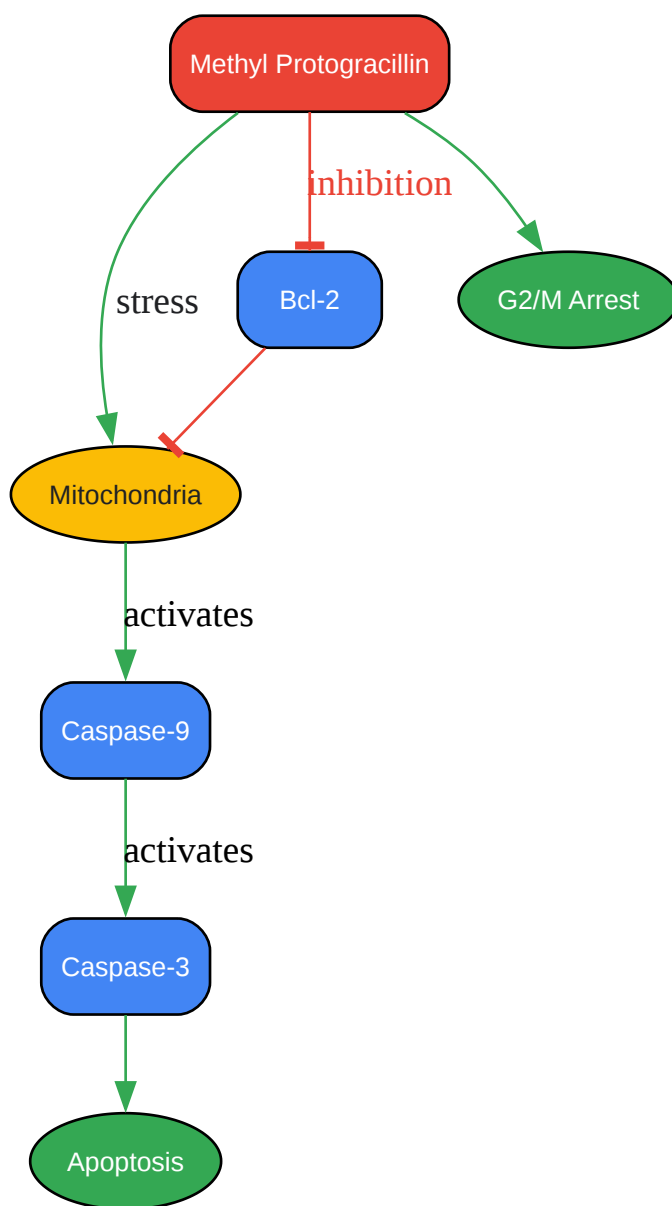 Methyl Protogracillin
inhibition
stress
Bcl-2
G2/M Arrest
Mitochondria
activates
Caspase-9
activates
Caspase-3
Apoptosis